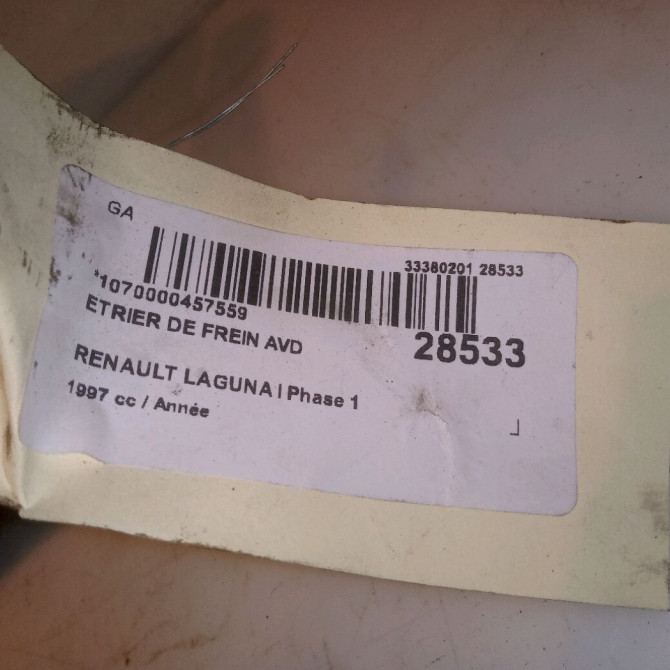 GA
33380201 28533
*1070000457559
ETRIER DE FREIN AVD
28533
RENAULT LAGUNA I Phase 1
1997 cc / Année